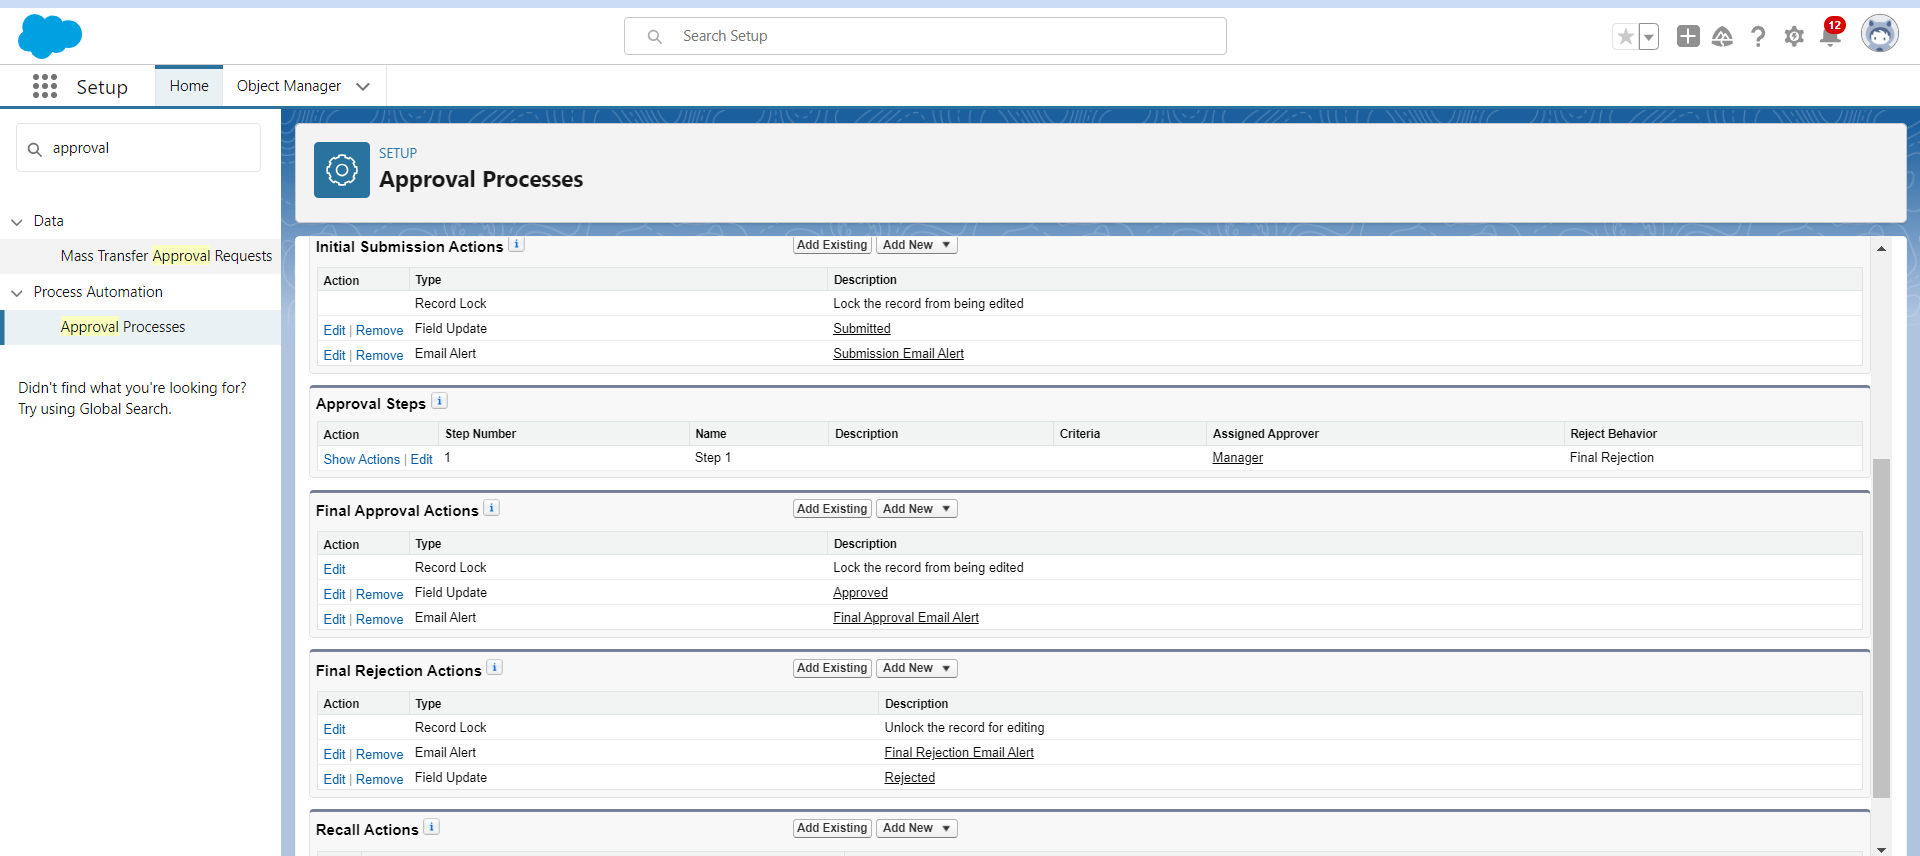 Search Setup
12
Setup Home Object Manager
approval
Data
Mass Transfer Approval Requests
Process Automation
Approval Processes
Didn't find what you're looking for?
Try using Global Search.
SETUP
Approval Processes
Initial Submission Actions i Add Existing Add New
Action Type Description
Record Lock Lock the record from being edited
Edit | Remove Field Update Submitted
Edit | Remove Email Alert Submission Email Alert
Approval Steps i
Action Step Number Name Description Criteria Assigned Approver Reject Behavior
Show Actions | Edit 1 Step 1 Manager Final Rejection
Final Approval Actions i Add Existing Add New
Action Type Description
Edit Record Lock Lock the record from being edited
Edit | Remove Field Update Approved
Edit | Remove Email Alert Final Approval Email Alert
Final Rejection Actions i Add Existing Add New
Action Type Description
Edit Record Lock Unlock the record for editing
Edit | Remove Email Alert Final Rejection Email Alert
Edit | Remove Field Update Rejected
Recall Actions i Add Existing Add New